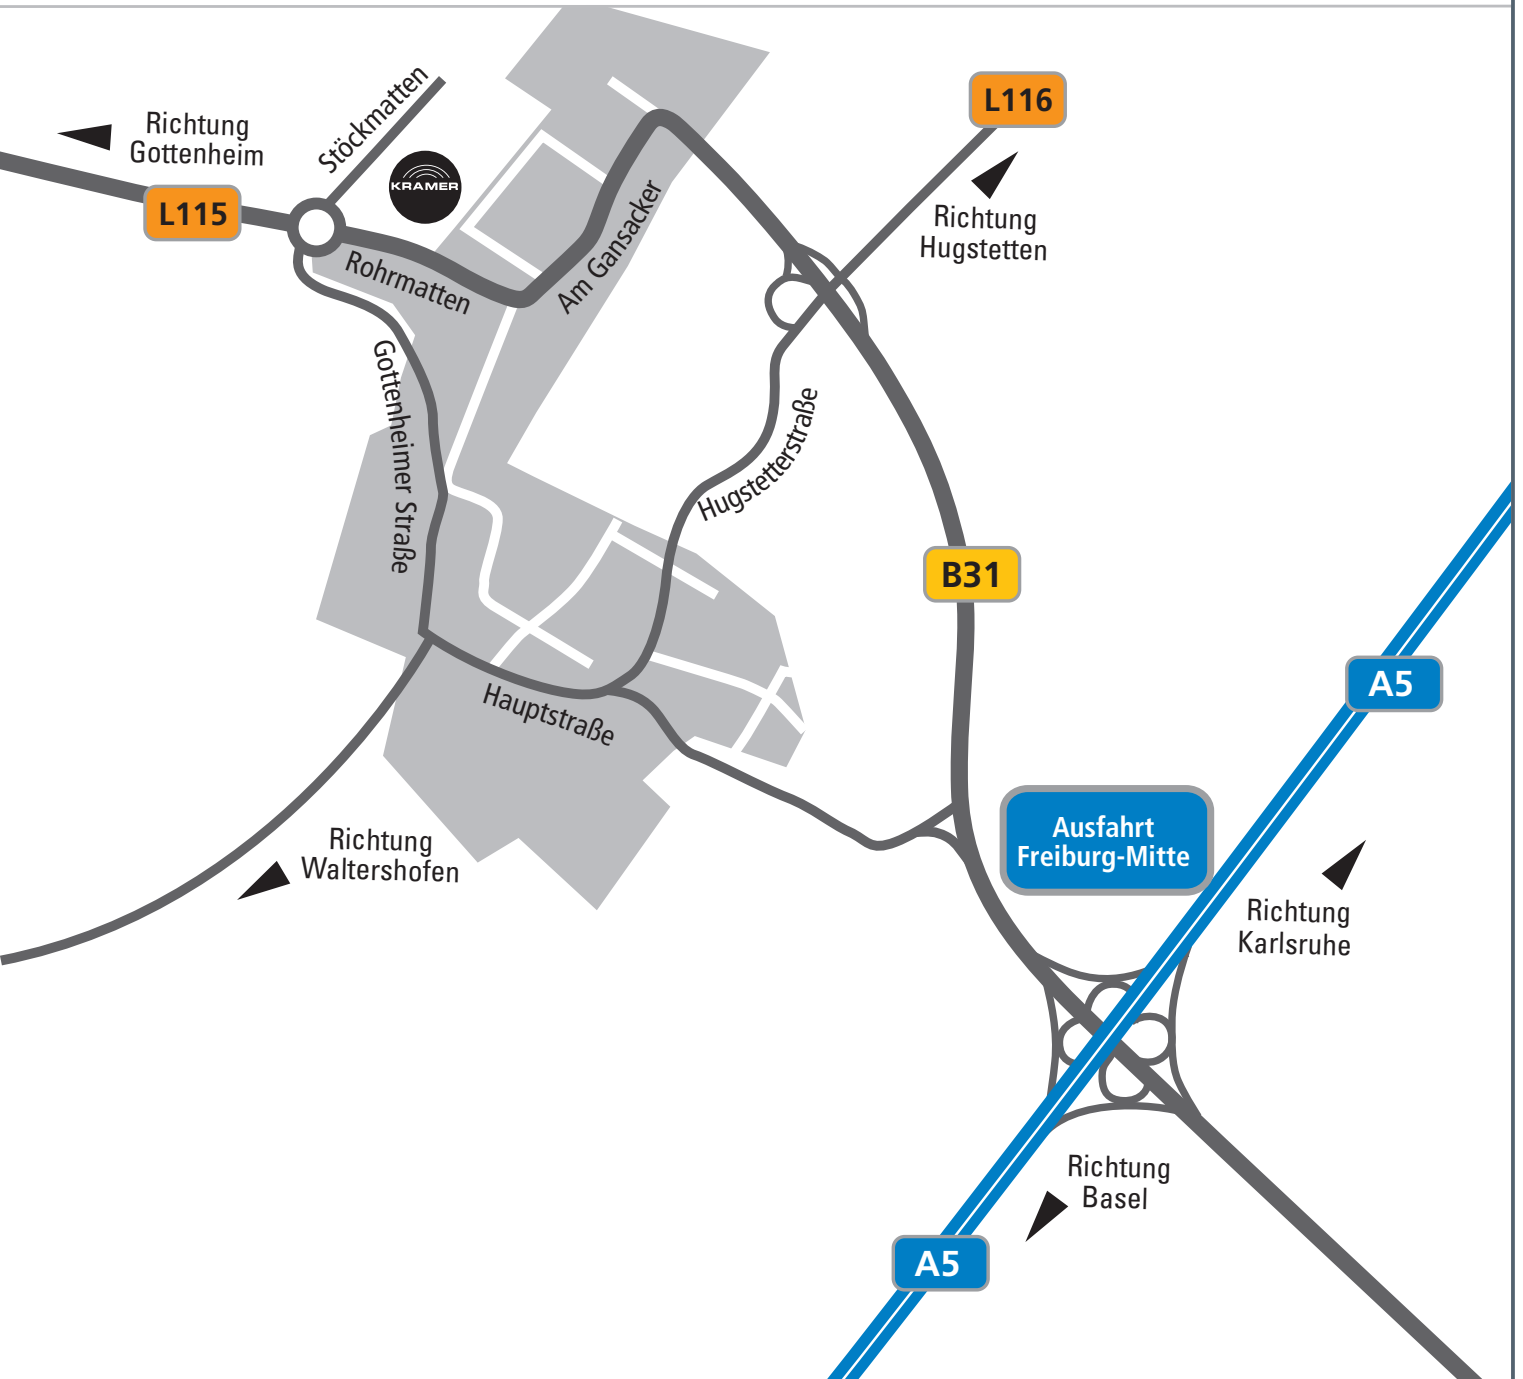 L116
Stöckmatten
Richtung
Gottenheim
KRAMER
L115
Richtung
Hugstetten
Rohrmatten
Am Gansacker
Gottenheimer Straße
Hugstetterstraße
B31
A5
Hauptstraße
Ausfahrt
Freiburg-Mitte
Richtung
Waltershofen
Richtung
Karlsruhe
Richtung
Basel
A5